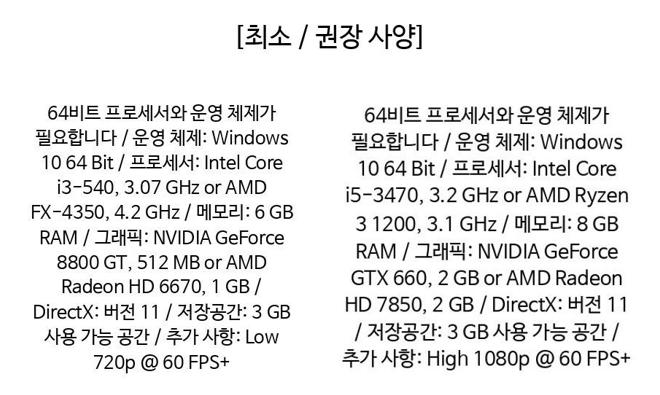 [최소 / 권장 사양]
64비트 프로세서와 운영 체제가
필요합니다 / 운영 체제: Windows
10 64 Bit / 프로세서: Intel Core
i3-540, 3.07 GHz or AMD
FX-4350, 4.2 GHz / 메모리: 6 GB
RAM / 그래픽: NVIDIA GeForce
8800 GT, 512 MB or AMD
Radeon HD 6670, 1 GB /
DirectX: 버전 11 / 저장공간: 3 GB
사용 가능 공간 / 추가 사항: Low
720p @ 60 FPS+
64비트 프로세서와 운영 체제가
필요합니다 / 운영 체제: Windows
10 64 Bit / 프로세서: Intel Core
i5-3470, 3.2 GHz or AMD Ryzen
3 1200, 3.1 GHz / 메모리: 8 GB
RAM / 그래픽: NVIDIA GeForce
GTX 660, 2 GB or AMD Radeon
HD 7850, 2 GB / DirectX: 버전 11
/ 저장공간: 3 GB 사용 가능 공간 /
추가 사항: High 1080p @ 60 FPS+